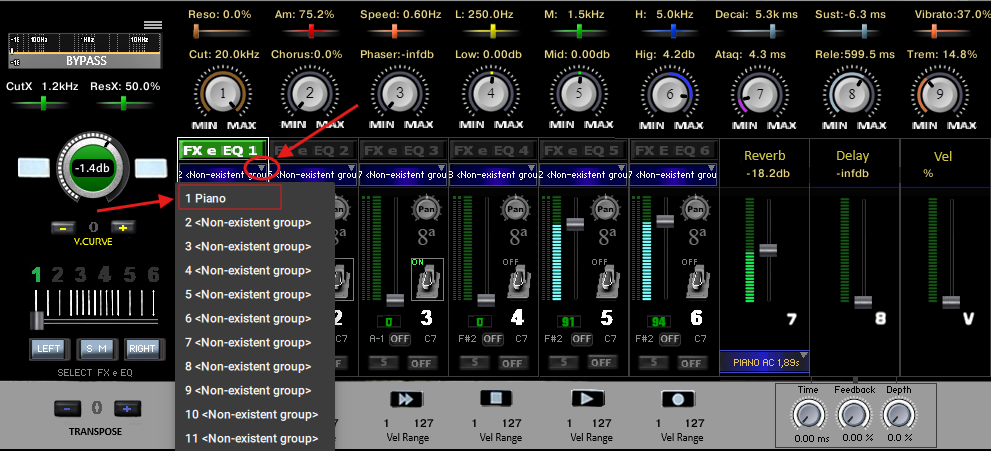 Reso: 0.0% Am: 75.2% Speed: 0.60Hz L: 250.0Hz M: 1.5kHz H: 5.0kHz Decai: 5.3k ms Sust:-6.3 ms Vibrato:37.0%
-18 100Hz 1kHz 10kHz
-18
BYPASS
Cut: 20.0kHz Chorus:0.0% Phaser:-infdb Low: 0.00db Mid: 0.00db Hig: 4.2db Ataq: 4.3 ms Rele:599.5 ms Trem: 14.8%
CutX 1.2kHz ResX: 50.0%
1 2 3 4 5 6 7 8 9
MIN MAX MIN MAX MIN MAX MIN MAX MIN MAX MIN MAX MIN MAX MIN MAX MIN MAX
FX e EQ 1 FX e EQ 2 FX e EQ 3 FX e EQ 4 FX e EQ 5 FX E EQ 6
Reverb Delay Vel
-18.2db -infdb %
2 <Non-existent grou 5 <Non-existent grou 7 <Non-existent grou 3 <Non-existent grou 2 <Non-existent grou 7 <Non-existent grou
-1.4db
1 Piano
2 <Non-existent group>
3 <Non-existent group>
4 <Non-existent group>
5 <Non-existent group>
6 <Non-existent group>
7 <Non-existent group>
8 <Non-existent group>
9 <Non-existent group>
10 <Non-existent group>
11 <Non-existent group>
Pan Pan Pan Pan
8a 8a 8a 8a
OFF ON OFF OFF OFF
- 0 +
V.CURVE
1 2 3 4 5 6
2 0 3 0 4 91 5 94 6 7 8 V
A-1 OFF C7 F#2 OFF C7 F#2 OFF C7 F#2 OFF C7
S OFF S OFF S OFF S OFF
LEFT S M RIGHT
SELECT FX e EQ
PIANO AC 1,89s
- 0 +
TRANSPOSE
1 127 1 127 1 127 1 127
Vel Range Vel Range Vel Range Vel Range
Time Feedback Depth
0.00 ms 0.00 % 0.0 %